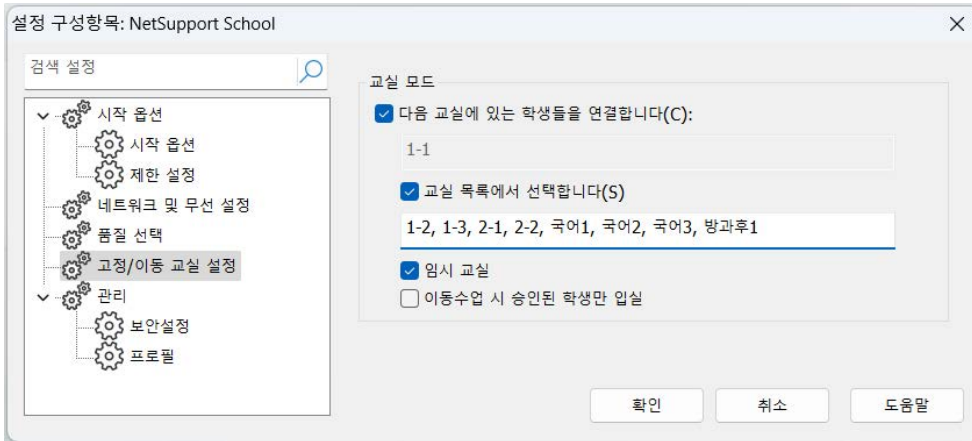 설정 구성항목: NetSupport School
검색 설정
시작 옵션
시작 옵션
제한 설정
네트워크 및 무선 설정
품질 선택
고정/이동 교실 설정
관리
보안설정
프로필
교실 모드
다음 교실에 있는 학생들을 연결합니다(C):
1-1
교실 목록에서 선택합니다(S)
1-2, 1-3, 2-1, 2-2, 국어1, 국어2, 국어3, 방과후1
임시 교실
이동수업 시 승인된 학생만 입실
확인
취소
도움말